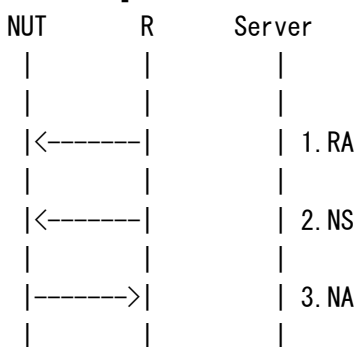 NUT R Server
| | |
| | |
|<-------| | 1.RA
| | |
|<-------| | 2.NS
| | |
|------->| | 3.NA
| | |